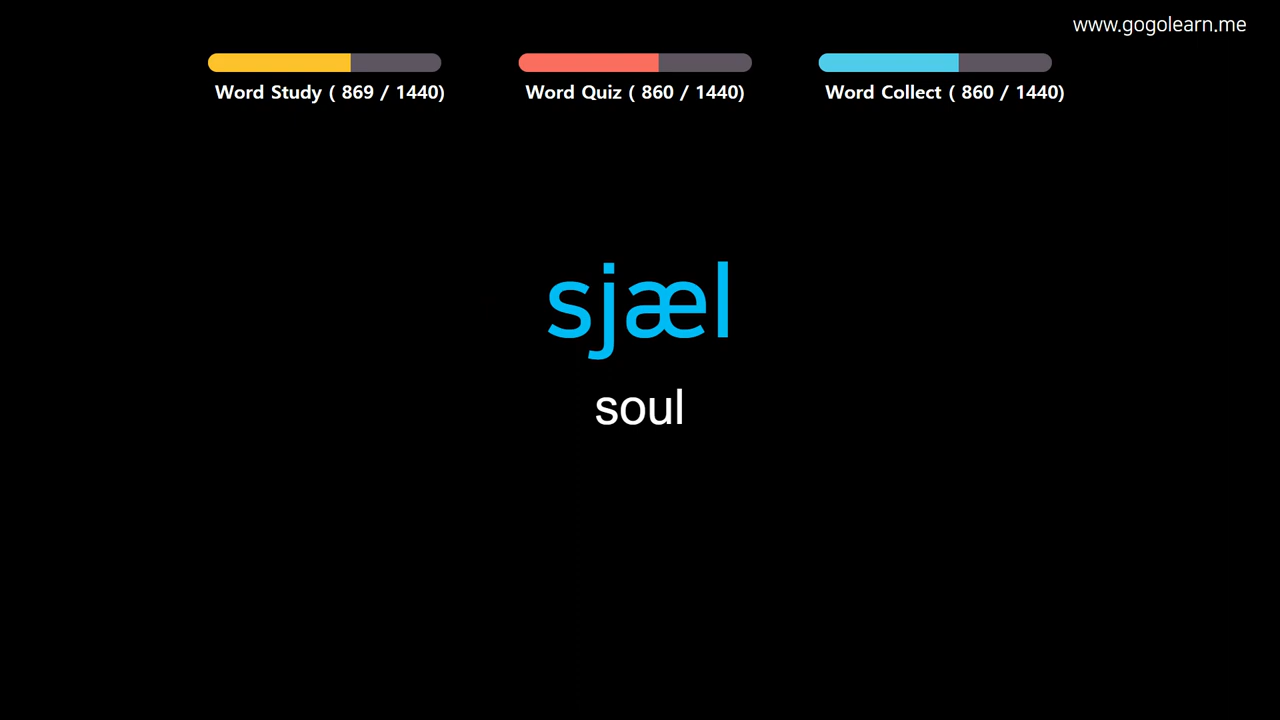 www.gogolearn.me
Word Study ( 869 / 1440)
Word Quiz ( 860 / 1440)
Word Collect ( 860 / 1440)
sjæl
soul